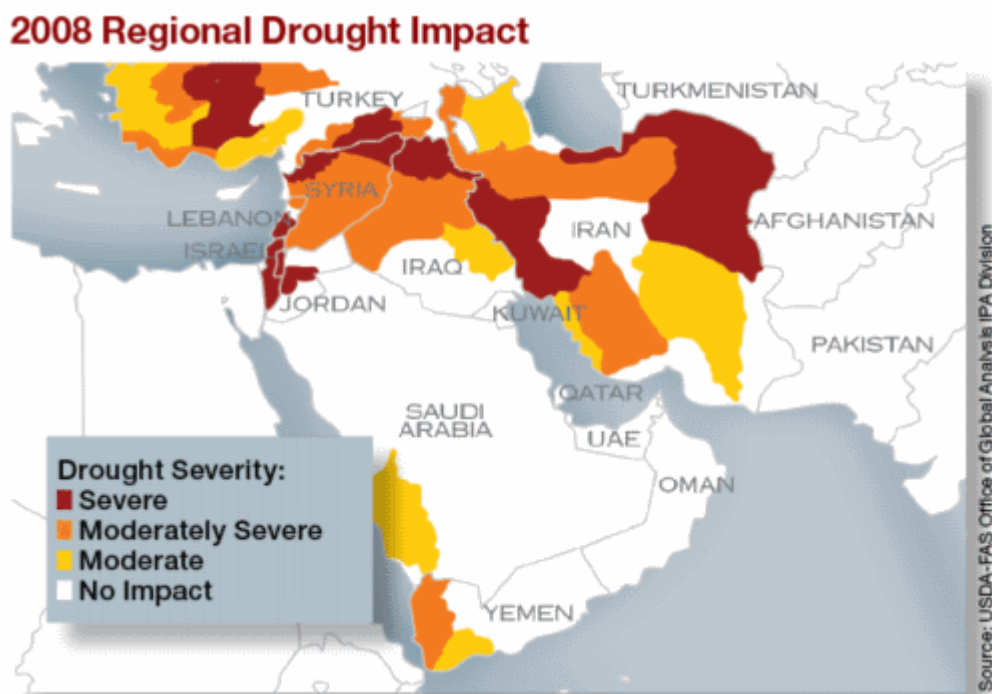 2008 Regional Drought Impact
TURKEY
TURKMENISTAN
SYRIA
LEBANON
ISRAEL
IRAQ
IRAN
AFGHANISTAN
JORDAN
KUWAIT
PAKISTAN
QATAR
SAUDI
ARABIA
UAE
OMAN
YEMEN
Drought Severity:
Severe
Moderately Severe
Moderate
No Impact
Source: USDA-FAS Office of Global Analysis IPA Division